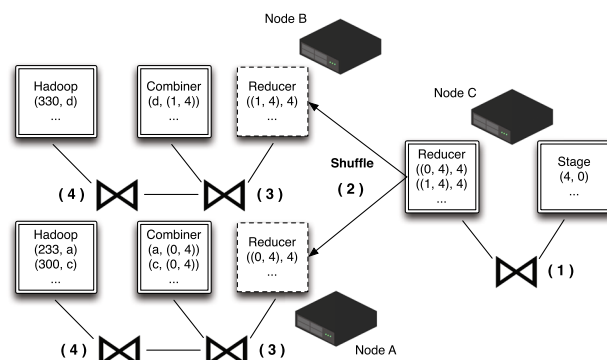 Node B
Hadoop
(330, d)
...
Combiner
(d, (1, 4))
...
Reducer
((1, 4), 4)
...
Node C
Shuffle
( 2 )
Reducer
((0, 4), 4)
((1, 4), 4)
...
Stage
(4, 0)
...
( 4 )
( 3 )
Hadoop
(233, a)
(300, c)
...
Combiner
(a, (0, 4))
(c, (0, 4))
...
Reducer
((0, 4), 4)
...
( 1 )
( 4 )
( 3 )
Node A